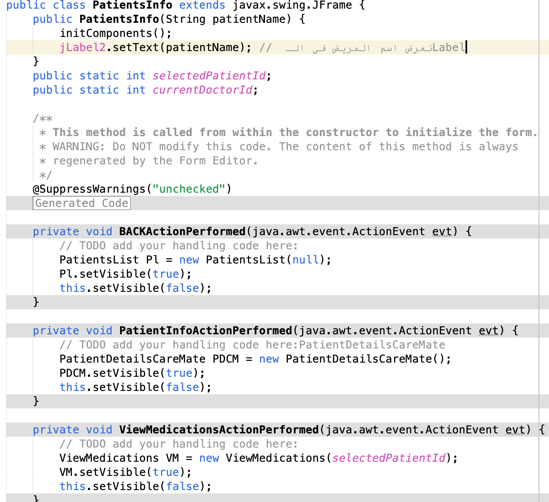 public class PatientsInfo extends javax.swing.JFrame {
public PatientsInfo(String patientName) {
initComponents();
jLabel2.setText(patientName); // نعرض اسم المريض في الـ Label
}
public static int selectedPatientId;
public static int currentDoctorId;
/**
* This method is called from within the constructor to initialize the form.
* WARNING: Do NOT modify this code. The content of this method is always
* regenerated by the Form Editor.
*/
@SuppressWarnings("unchecked")
Generated Code
private void BACKActionPerformed(java.awt.event.ActionEvent evt) {
// TODO add your handling code here:
PatientsList Pl = new PatientsList(null);
Pl.setVisible(true);
this.setVisible(false);
}
private void PatientInfoActionPerformed(java.awt.event.ActionEvent evt) {
// TODO add your handling code here:PatientDetailsCareMate
PatientDetailsCareMate PDCM = new PatientDetailsCareMate();
PDCM.setVisible(true);
this.setVisible(false);
}
private void ViewMedicationsActionPerformed(java.awt.event.ActionEvent evt) {
// TODO add your handling code here:
ViewMedications VM = new ViewMedications(selectedPatientId);
VM.setVisible(true);
this.setVisible(false);
}